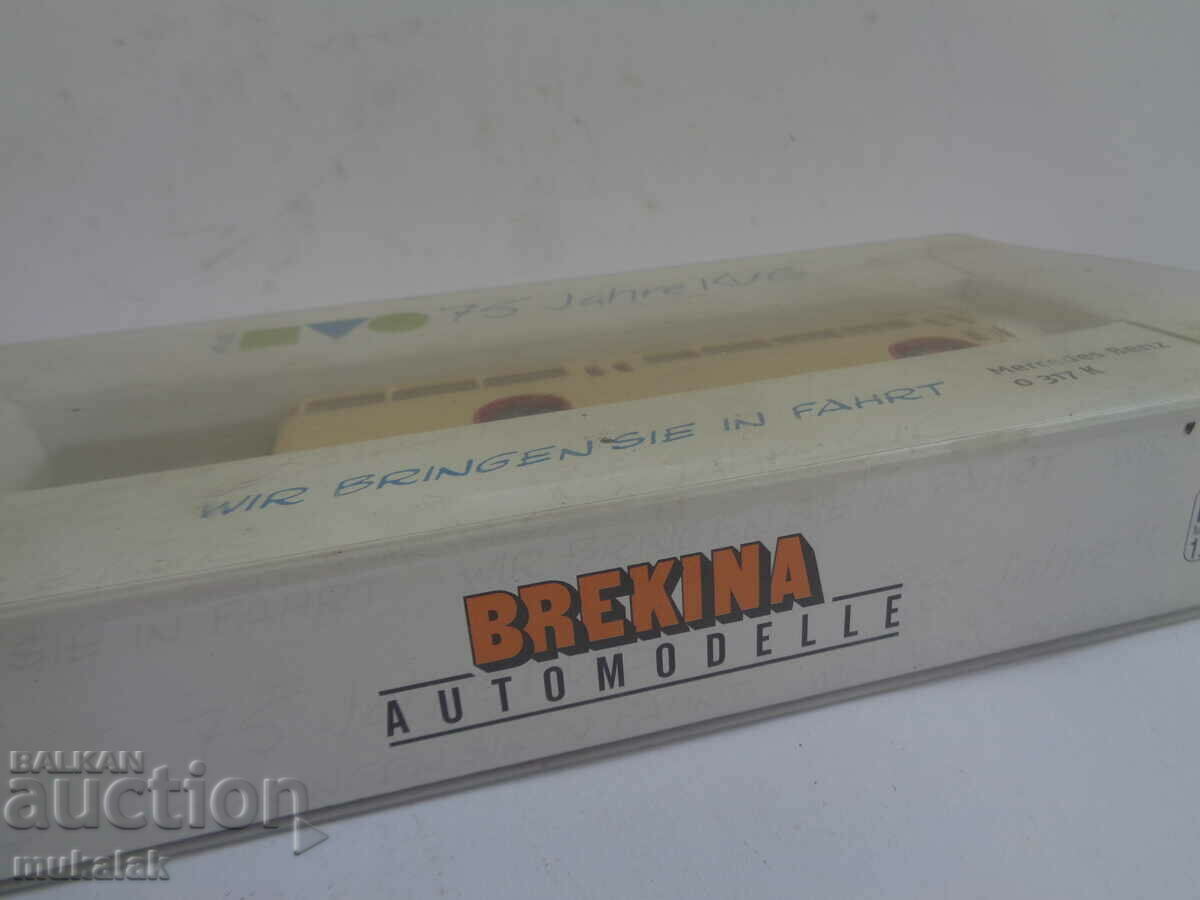 75 Jahre KVG
WIR BRINGEN SIE IN FAHRT
Mercedes Benz
O 317 K
BREKINA
AUTOMODELLE
BALKAN
auction
mukalak